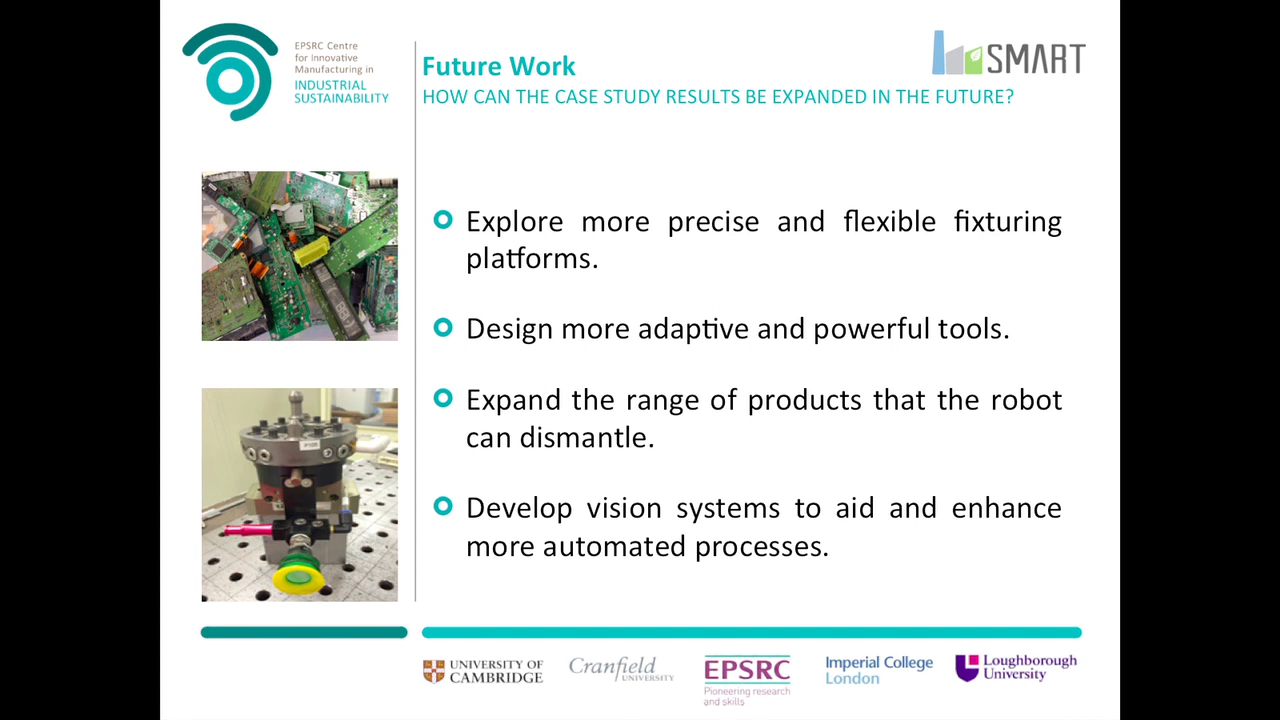 EPSRC Centre
for Innovative
Manufacturing in
INDUSTRIAL
SUSTAINABILITY
Future Work
HOW CAN THE CASE STUDY RESULTS BE EXPANDED IN THE FUTURE?
SMART
Explore more precise and flexible fixturing
platforms.
Design more adaptive and powerful tools.
Expand the range of products that the robot
can dismantle.
Develop vision systems to aid and enhance
more automated processes.
UNIVERSITY OF
CAMBRIDGE
Cranfield
UNIVERSITY
EPSRC
Pioneering research
and skills
Imperial College
London
Loughborough
University